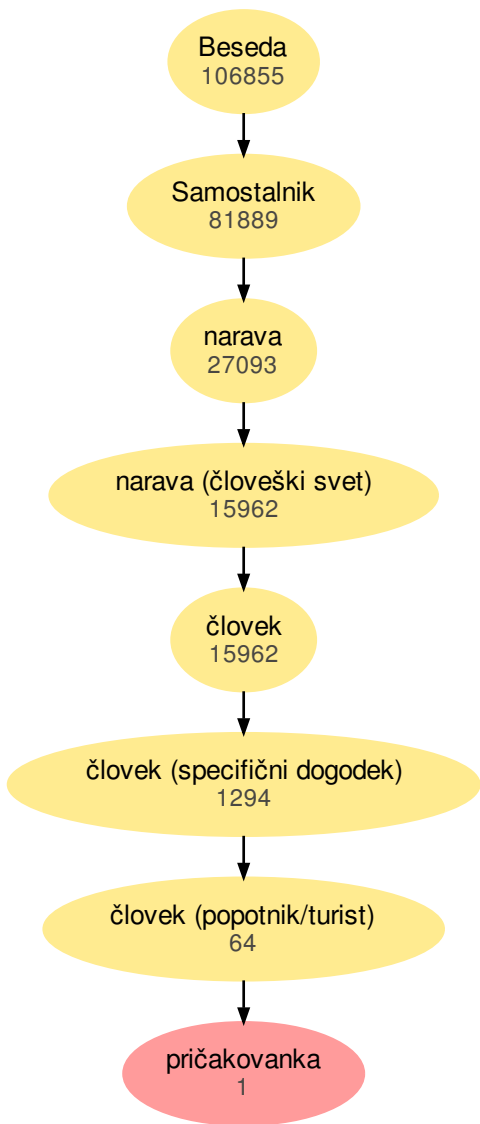 Beseda
106855
Samostalnik
81889
narava
27093
narava (človeški svet)
15962
človek
15962
človek (specifični dogodek)
1294
človek (popotnik/turist)
64
pričakovanka
1